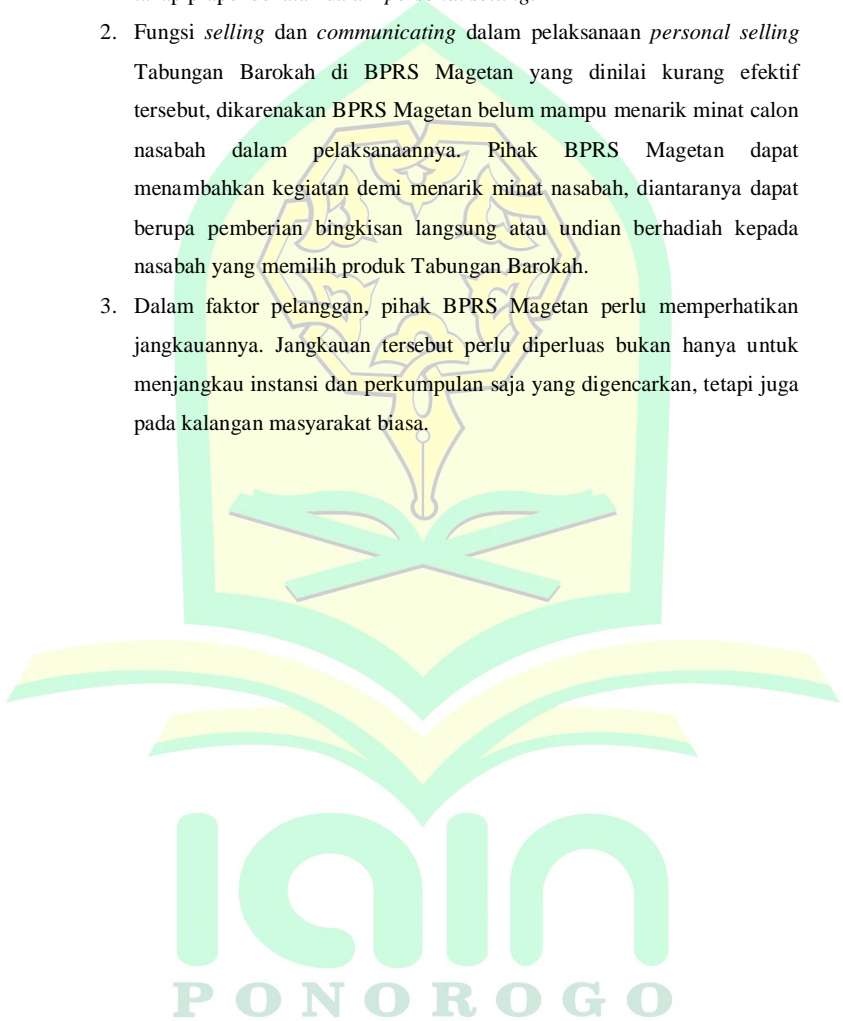 dalam personal selling.
2. Fungsi selling dan communicating dalam pelaksanaan personal selling
Tabungan Barokah di BPRS Magetan yang dinilai kurang efektif
tersebut, dikarenakan BPRS Magetan belum mampu menarik minat calon
nasabah dalam pelaksanaannya. Pihak BPRS Magetan dapat
menambahkan kegiatan demi menarik minat nasabah, diantaranya dapat
berupa pemberian bingkisan langsung atau undian berhadiah kepada
nasabah yang memilih produk Tabungan Barokah.
3. Dalam faktor pelanggan, pihak BPRS Magetan perlu memperhatikan
jangkauannya. Jangkauan tersebut perlu diperluas bukan hanya untuk
menjangkau instansi dan perkumpulan saja yang digencarkan, tetapi juga
pada kalangan masyarakat biasa.
iain
PONOROGO